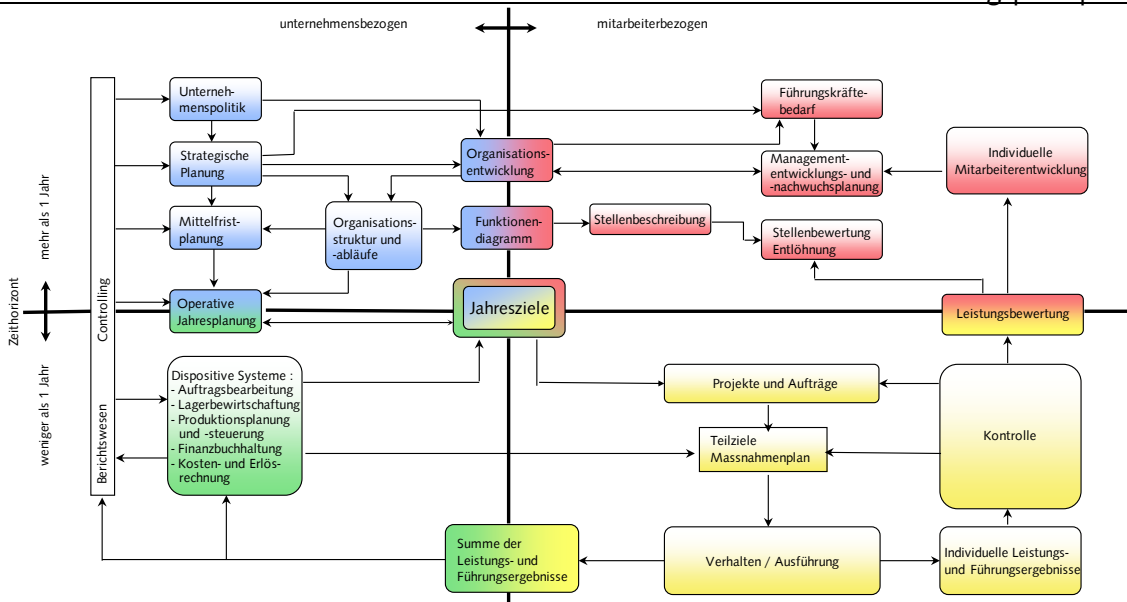 unternehmensbezogen
mitarbeiterbezogen
Unterneh-
menspolitik
Führungskräfte-
bedarf
Strategische
Planung
Organisations-
entwicklung
Management-
entwicklungs- und
-nachwuchsplanung
Individuelle
Mitarbeiterentwicklung
Mittelfrist-
planung
Organisations-
struktur und
-abläufe
Funktionen-
diagramm
Stellenbeschreibung
Stellenbewertung
Entlöhnung
mehr als 1 Jahr
Zeithorizont
weniger als 1 Jahr
Controlling
Berichtswesen
Operative
Jahresplanung
Jahresziele
Leistungsbewertung
Dispositive Systeme :
- Auftragsbearbeitung
- Lagerbewirtschaftung
- Produktionsplanung
und -steuerung
- Finanzbuchhaltung
- Kosten- und Erlös-
rechnung
Projekte und Aufträge
Teilziele
Massnahmenplan
Kontrolle
Summe der
Leistungs- und
Führungsergebnisse
Verhalten / Ausführung
Individuelle Leistungs-
und Führungsergebnisse